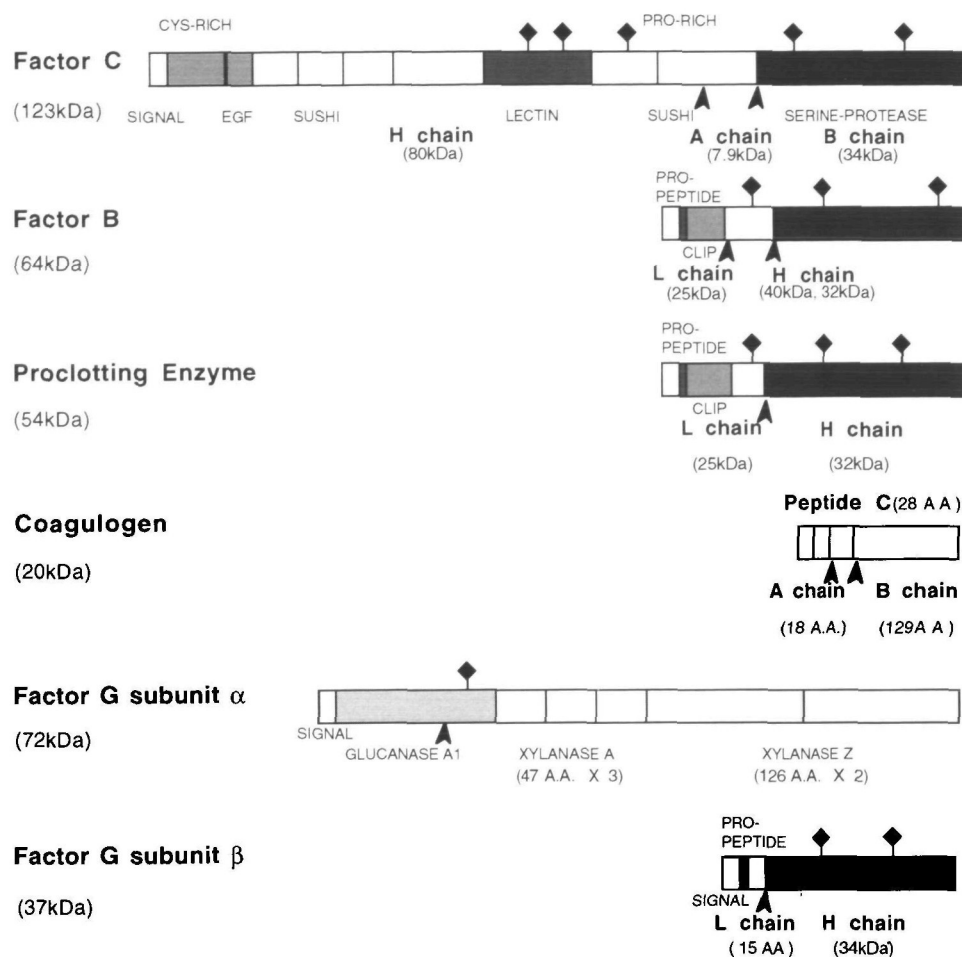 CYS-RICH
PRO-RICH
Factor C
(123kDa)
SIGNAL EGF SUSHI LECTIN SUSHI SERINE-PROTEASE
H chain A chain B chain
(80kDa) (7.9kDa) (34kDa)
PRO-
PEPTIDE
Factor B
(64kDa)
CLIP
L chain H chain
(25kDa) (40kDa, 32kDa)
PRO-
PEPTIDE
Proclotting Enzyme
(54kDa)
CLIP
L chain H chain
(25kDa) (32kDa)
Peptide C(28 A A)
Coagulogen
(20kDa)
A chain B chain
(18 A.A.) (129A A)
Factor G subunit α
(72kDa)
SIGNAL
GLUCANASE A1 XYLANASE A XYLANASE Z
(47 A.A. X 3) (126 A.A. X 2)
PRO-
PEPTIDE
Factor G subunit β
(37kDa)
SIGNAL
L chain H chain
(15 AA) (34kDa)